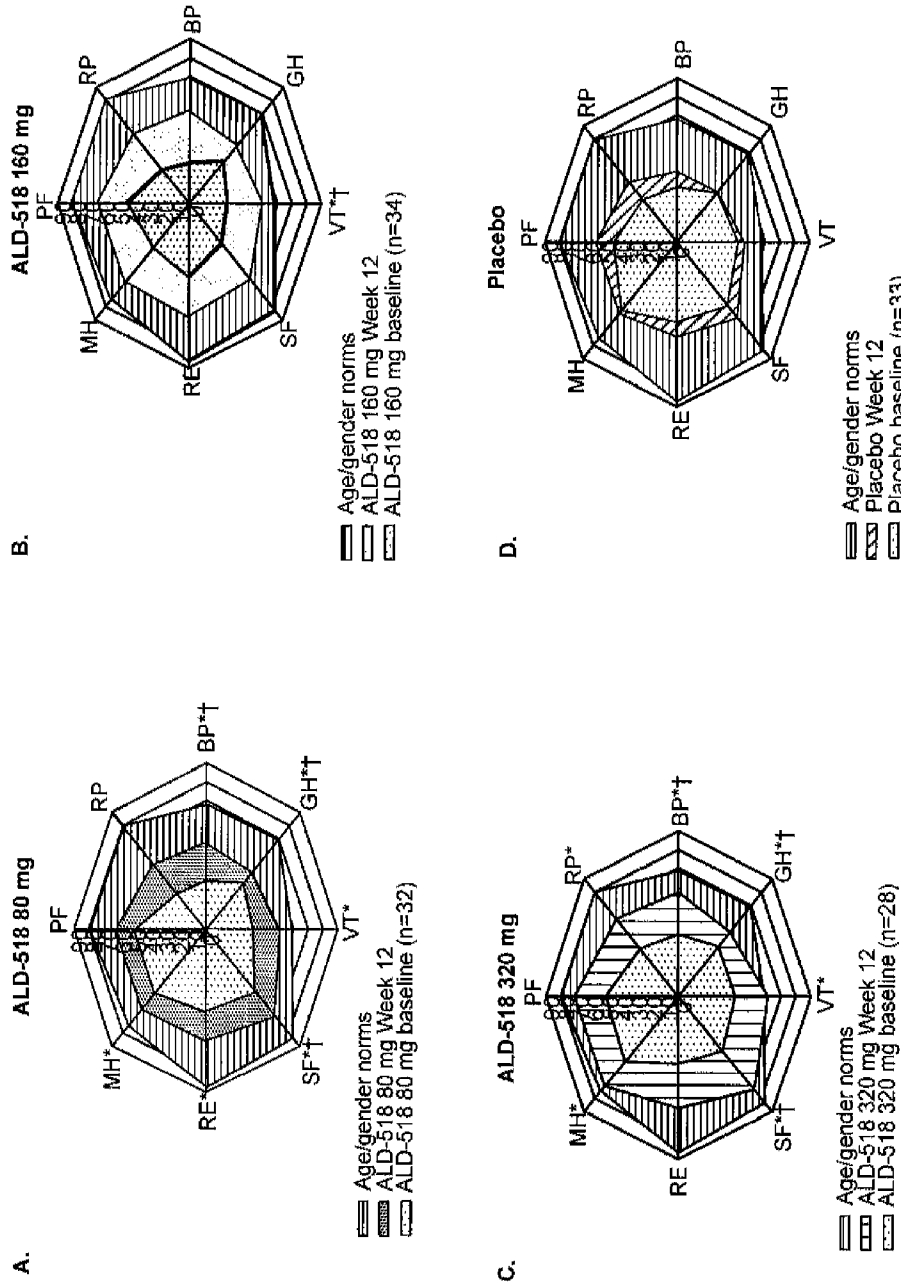 A.
ALD-518 80 mg
PF
RP
BP*†
GH*†
VT*
SF*†
RE*
MH*
Age/gender norms
ALD-518 80 mg Week 12
ALD-518 80 mg baseline (n=32)
B.
ALD-518 160 mg
PF
RP
BP
GH
VT*†
SF
RE
MH
Age/gender norms
ALD-518 160 mg Week 12
ALD-518 160 mg baseline (n=34)
C.
ALD-518 320 mg
PF
RP*
BP*†
GH*†
VT*
SF*†
RE
MH*
Age/gender norms
ALD-518 320 mg Week 12
ALD-518 320 mg baseline (n=28)
D.
Placebo
PF
RP
BP
GH
VT
SF
RE
MH
Age/gender norms
Placebo Week 12
Placebo baseline (n=33)